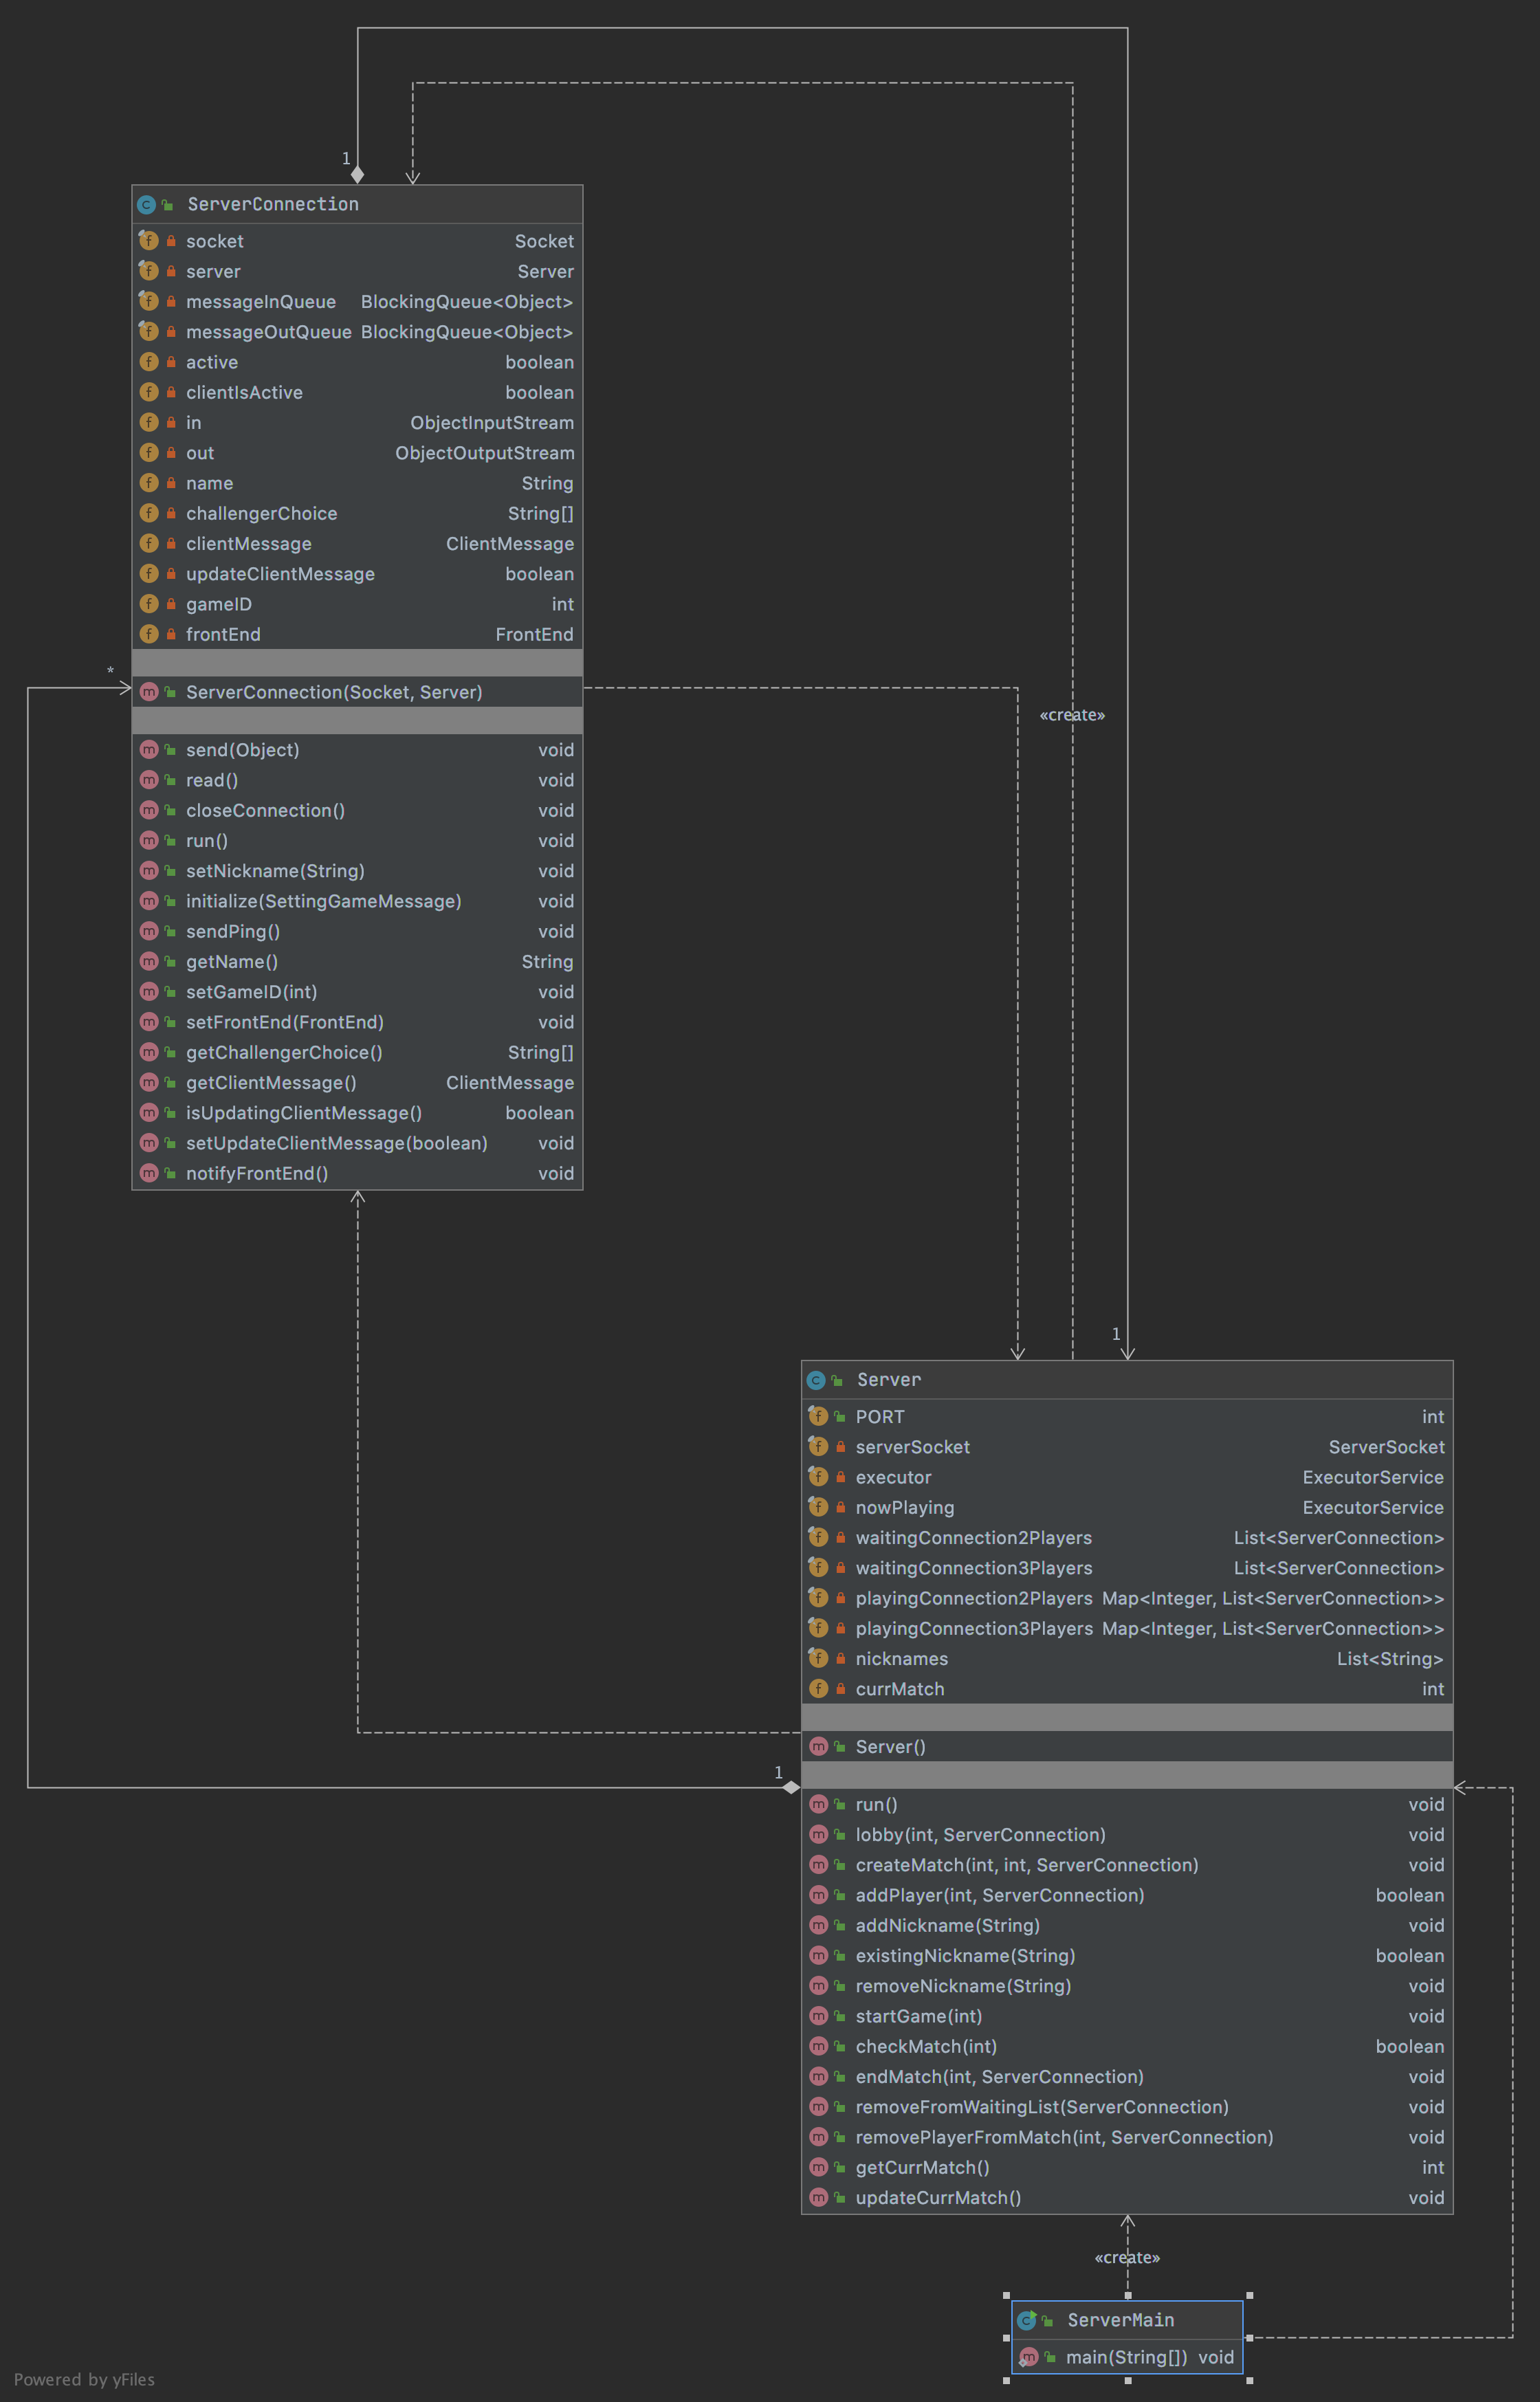 1
ServerConnection
socket Socket
server Server
messageInQueue BlockingQueue<Object>
messageOutQueue BlockingQueue<Object>
active boolean
clientIsActive boolean
in ObjectInputStream
out ObjectOutputStream
name String
challengerChoice String[]
clientMessage ClientMessage
updateClientMessage boolean
gameID int
frontEnd FrontEnd
*
ServerConnection(Socket, Server)
«create»
send(Object) void
read() void
closeConnection() void
run() void
setNickname(String) void
initialize(SettingGameMessage) void
sendPing() void
getName() String
setGameID(int) void
setFrontEnd(FrontEnd) void
getChallengerChoice() String[]
getClientMessage() ClientMessage
isUpdatingClientMessage() boolean
setUpdateClientMessage(boolean) void
notifyFrontEnd() void
1
Server
PORT int
serverSocket ServerSocket
executor ExecutorService
nowPlaying ExecutorService
waitingConnection2Players List<ServerConnection>
waitingConnection3Players List<ServerConnection>
playingConnection2Players Map<Integer, List<ServerConnection>>
playingConnection3Players Map<Integer, List<ServerConnection>>
nicknames List<String>
currMatch int
Server()
1
run() void
lobby(int, ServerConnection) void
createMatch(int, int, ServerConnection) void
addPlayer(int, ServerConnection) boolean
addNickname(String) void
existingNickname(String) boolean
removeNickname(String) void
startGame(int) void
checkMatch(int) boolean
endMatch(int, ServerConnection) void
removeFromWaitingList(ServerConnection) void
removePlayerFromMatch(int, ServerConnection) void
getCurrMatch() int
updateCurrMatch() void
«create»
ServerMain
main(String[]) void
Powered by yFiles